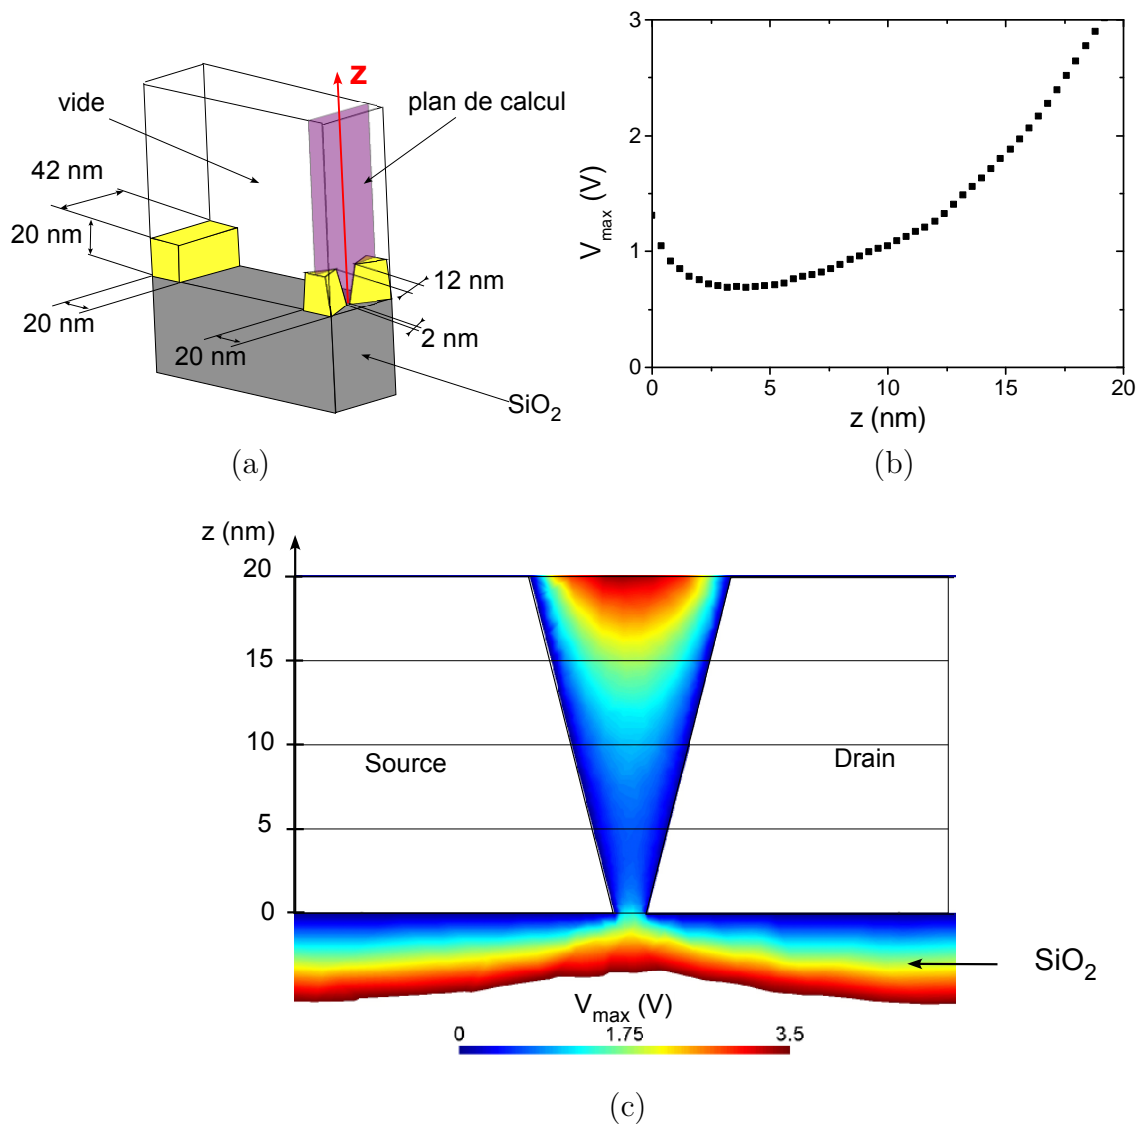 (a)
z
vide
plan de calcul
42 nm
20 nm
12 nm
20 nm
20 nm
2 nm
SiO₂
(b)
V_max (V)
3
2
1
0
0 5 10 15 20
z (nm)
(a)
(b)
z (nm)
20
15
10
5
0
Source
Drain
SiO₂
V_max (V)
0 1.75 3.5
(c)